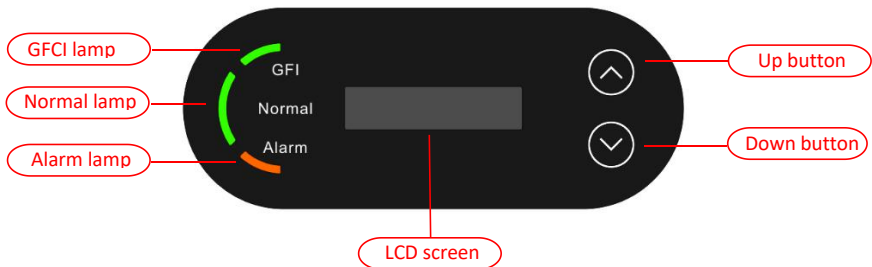 GFCI lamp
GFI
Up button
Normal lamp
Normal
Alarm lamp
Alarm
Down button
LCD screen